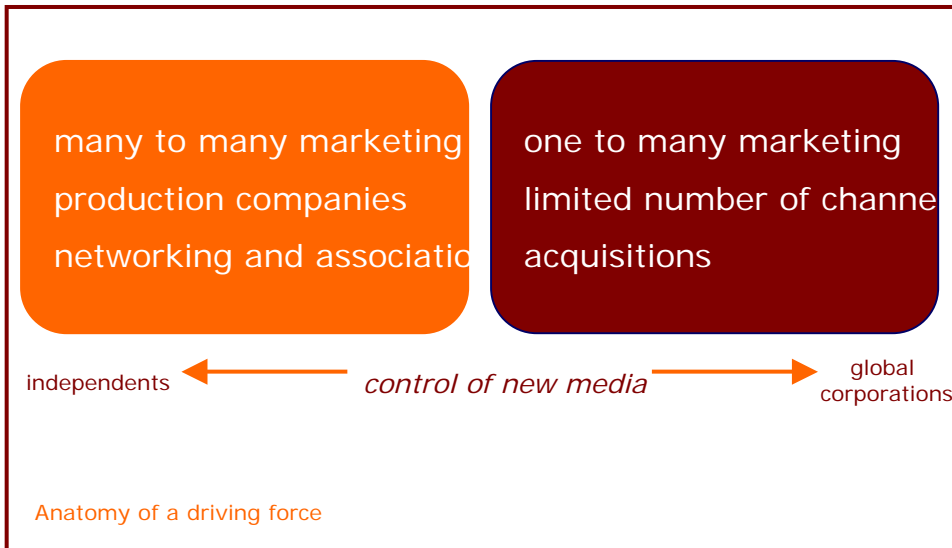 many to many marketing
production companies
networking and associatio
one to many marketing
limited number of channe
acquisitions
independents
control of new media
global
corporations
Anatomy of a driving force